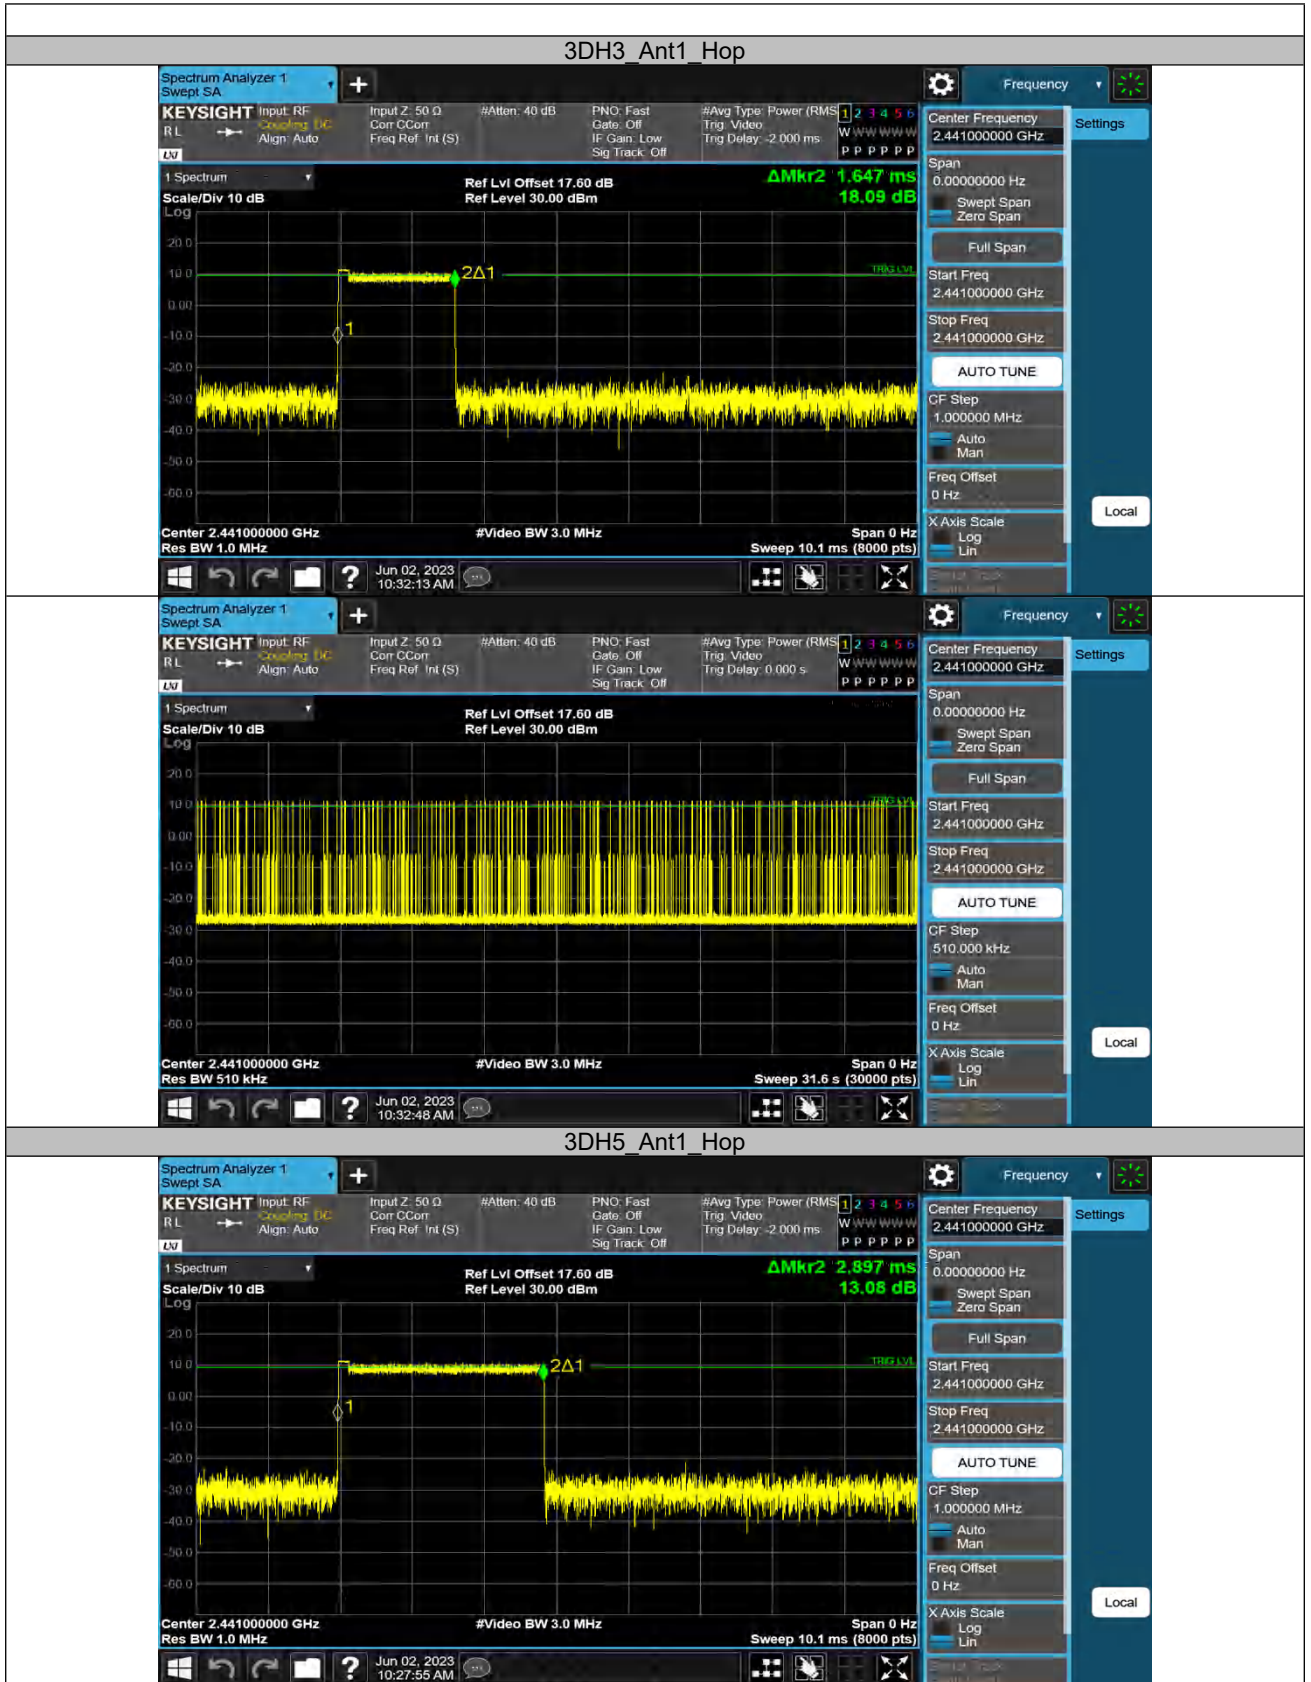 3DH3_Ant1_Hop
Spectrum Analyzer 1
Swept SA
Frequency
KEYSIGHT
RL
LXI
Input: RF
Coupling: DC
Align: Auto
Input Z: 50 Ω
Corr CCorr
Freq Ref: Int (S)
#Atten: 40 dB
PNO: Fast
Gate: Off
IF Gain: Low
Sig Track: Off
#Avg Type: Power (RMS
Trig: Video
Trig Delay: -2.000 ms
1 2 3 4 5 6
W W W W W W
P P P P P P
Center Frequency
2.441000000 GHz
Settings
Span
0.00000000 Hz
Swept Span
Zero Span
Full Span
Start Freq
2.441000000 GHz
Stop Freq
2.441000000 GHz
AUTO TUNE
CF Step
1.000000 MHz
Auto
Man
Freq Offset
0 Hz
X Axis Scale
Log
Lin
Local
1 Spectrum
Scale/Div 10 dB
Log
Ref Lvl Offset 17.60 dB
Ref Level 30.00 dBm
ΔMkr2 1.647 ms
18.09 dB
20.0
10.0
0.00
-10.0
-20.0
-30.0
-40.0
-50.0
-60.0
2Δ1
1
TRIG LVL
Center 2.441000000 GHz
Res BW 1.0 MHz
#Video BW 3.0 MHz
Span 0 Hz
Sweep 10.1 ms (8000 pts)
?
Jun 02, 2023
10:32:13 AM
Spectrum Analyzer 1
Swept SA
Frequency
KEYSIGHT
RL
LXI
Input: RF
Coupling: DC
Align: Auto
Input Z: 50 Ω
Corr CCorr
Freq Ref: Int (S)
#Atten: 40 dB
PNO: Fast
Gate: Off
IF Gain: Low
Sig Track: Off
#Avg Type: Power (RMS
Trig: Video
Trig Delay: 0.000 s
1 2 3 4 5 6
W W W W W W
P P P P P P
Center Frequency
2.441000000 GHz
Settings
Span
0.00000000 Hz
Swept Span
Zero Span
Full Span
Start Freq
2.441000000 GHz
Stop Freq
2.441000000 GHz
AUTO TUNE
CF Step
510.000 kHz
Auto
Man
Freq Offset
0 Hz
X Axis Scale
Log
Lin
Local
1 Spectrum
Scale/Div 10 dB
Log
Ref Lvl Offset 17.60 dB
Ref Level 30.00 dBm
20.0
10.0
0.00
-10.0
-20.0
-30.0
-40.0
-50.0
-60.0
TRIG LVL
Center 2.441000000 GHz
Res BW 510 kHz
#Video BW 3.0 MHz
Span 0 Hz
Sweep 31.6 s (30000 pts)
?
Jun 02, 2023
10:32:48 AM
3DH5_Ant1_Hop
Spectrum Analyzer 1
Swept SA
Frequency
KEYSIGHT
RL
LXI
Input: RF
Coupling: DC
Align: Auto
Input Z: 50 Ω
Corr CCorr
Freq Ref: Int (S)
#Atten: 40 dB
PNO: Fast
Gate: Off
IF Gain: Low
Sig Track: Off
#Avg Type: Power (RMS
Trig: Video
Trig Delay: -2.000 ms
1 2 3 4 5 6
W W W W W W
P P P P P P
Center Frequency
2.441000000 GHz
Settings
Span
0.00000000 Hz
Swept Span
Zero Span
Full Span
Start Freq
2.441000000 GHz
Stop Freq
2.441000000 GHz
AUTO TUNE
CF Step
1.000000 MHz
Auto
Man
Freq Offset
0 Hz
X Axis Scale
Log
Lin
Local
1 Spectrum
Scale/Div 10 dB
Log
Ref Lvl Offset 17.60 dB
Ref Level 30.00 dBm
ΔMkr2 2.897 ms
13.08 dB
20.0
10.0
0.00
-10.0
-20.0
-30.0
-40.0
-50.0
-60.0
2Δ1
1
TRIG LVL
Center 2.441000000 GHz
Res BW 1.0 MHz
#Video BW 3.0 MHz
Span 0 Hz
Sweep 10.1 ms (8000 pts)
?
Jun 02, 2023
10:27:55 AM